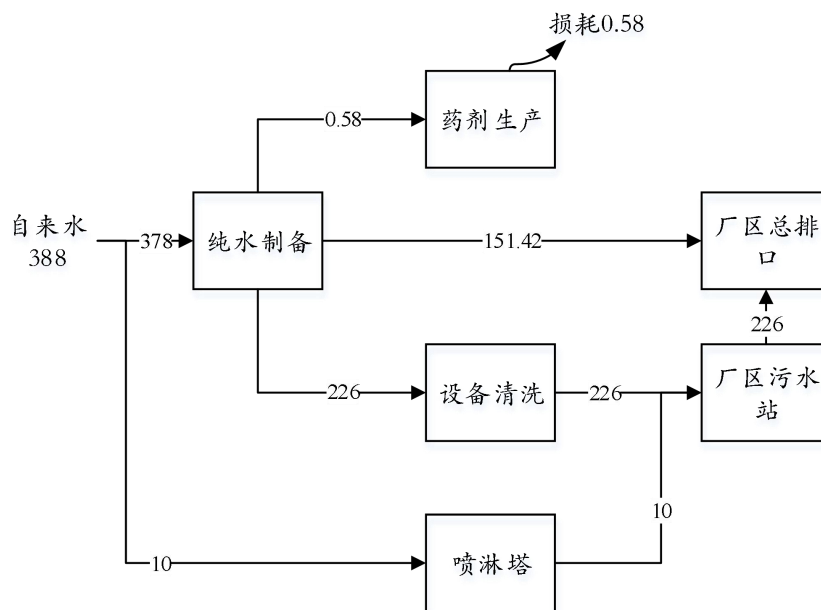 损耗0.58
0.58
药剂生产
自来水
388
378
纯水制备
151.42
厂区总排
口
226
226
设备清洗
226
厂区污水
站
10
10
喷淋塔